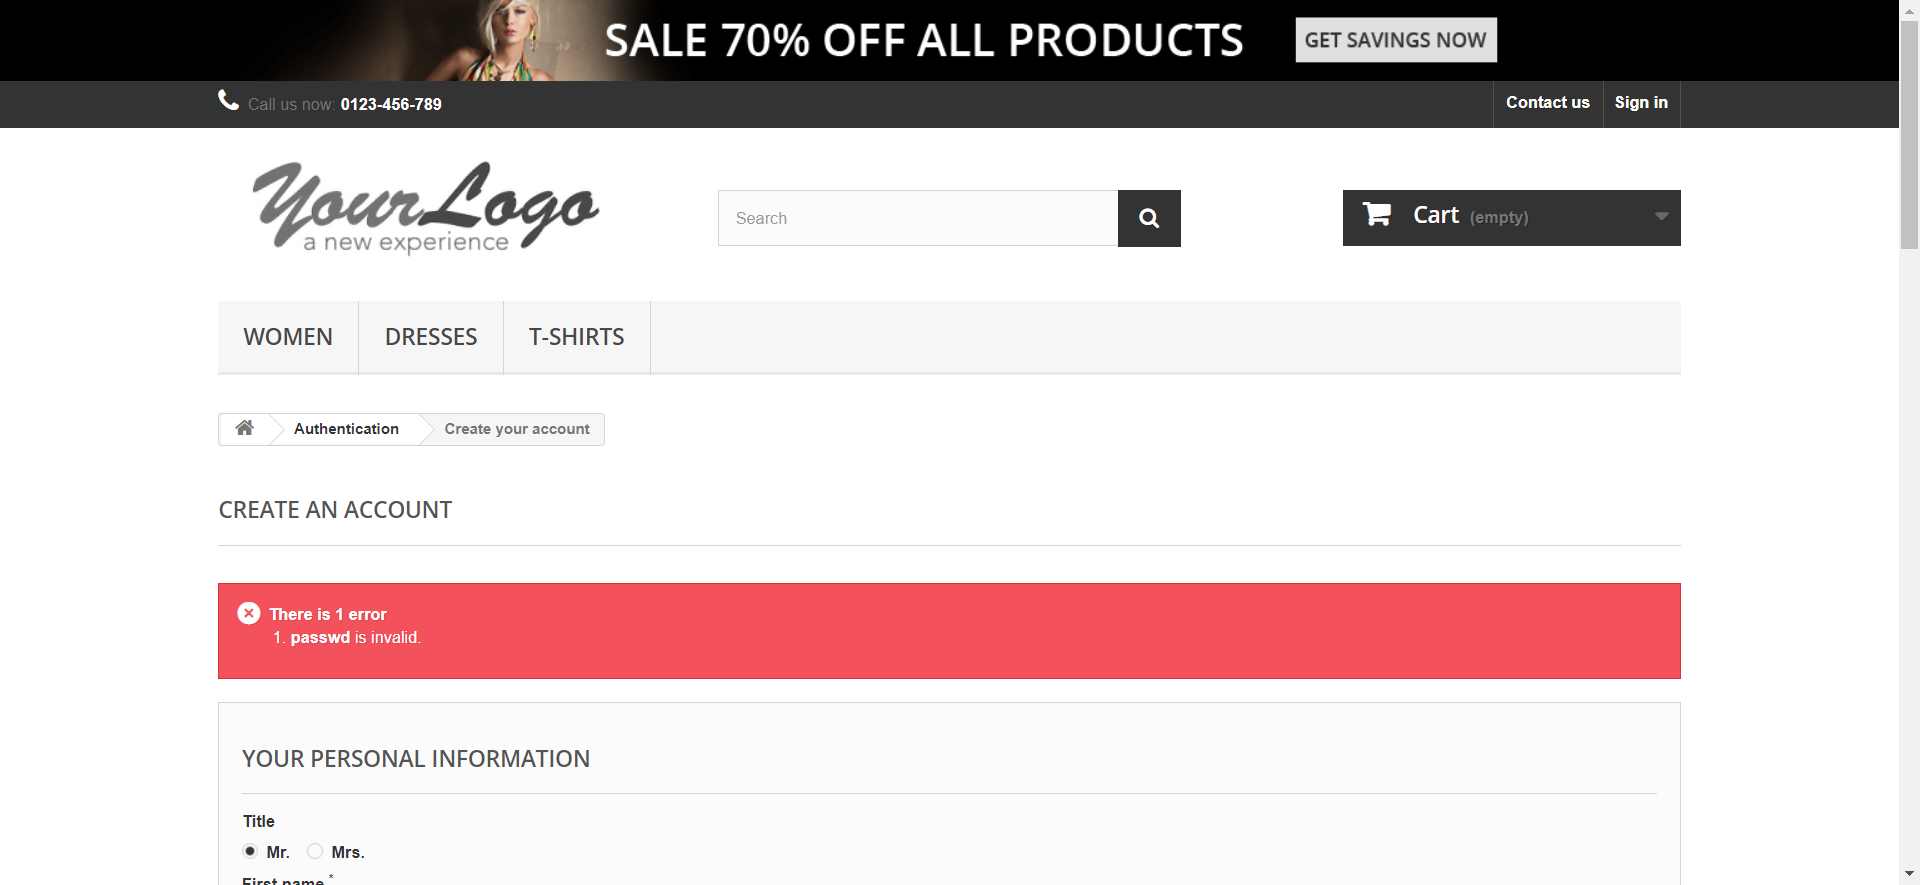 SALE 70% OFF ALL PRODUCTS GET SAVINGS NOW
Call us now: 0123-456-789 Contact us Sign in
YourLogo
a new experience
Search
Cart (empty)
WOMEN DRESSES T-SHIRTS
Authentication Create your account
CREATE AN ACCOUNT
There is 1 error
1. passwd is invalid.
YOUR PERSONAL INFORMATION
Title
Mr. Mrs.
First name *